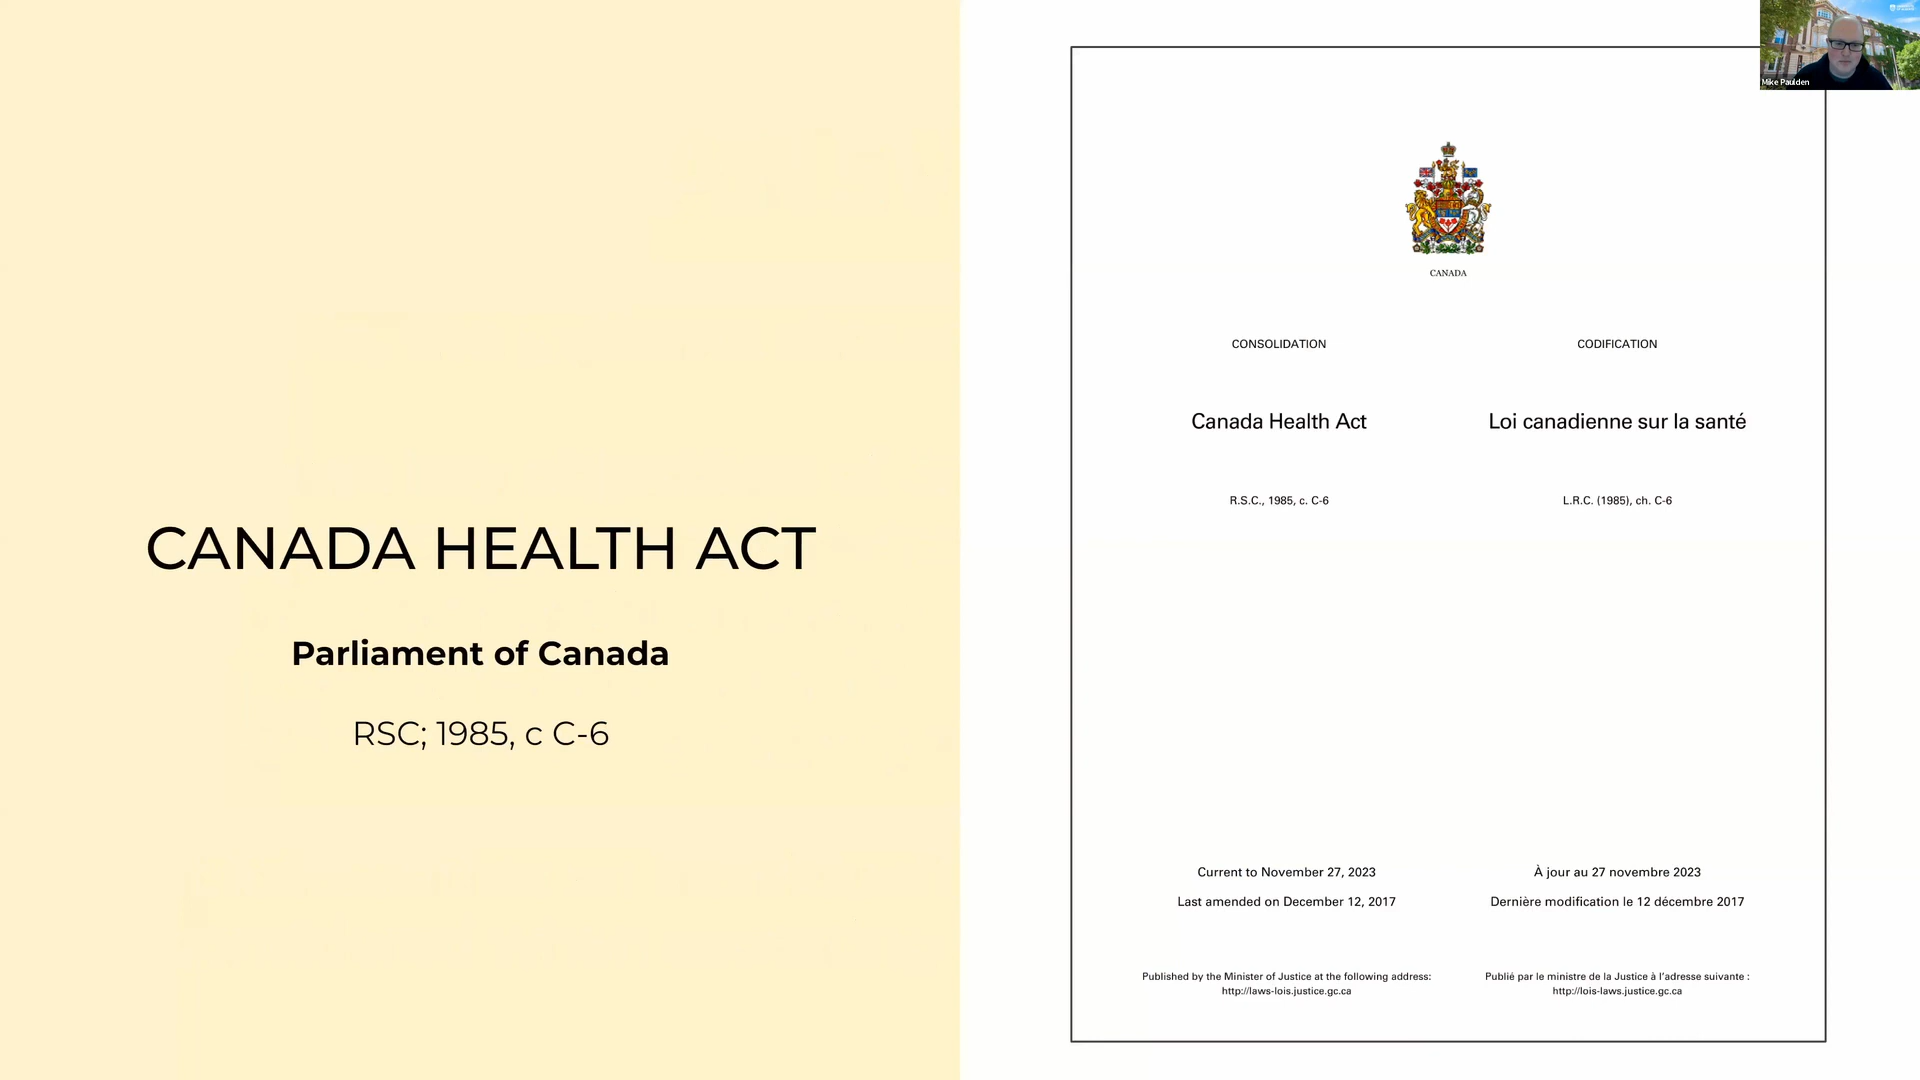 CANADA HEALTH ACT
Parliament of Canada
RSC; 1985, c C-6
Mike Paulden
CANADA
CONSOLIDATION
CODIFICATION
Canada Health Act
Loi canadienne sur la santé
R.S.C., 1985, c. C-6
L.R.C. (1985), ch. C-6
Current to November 27, 2023
À jour au 27 novembre 2023
Last amended on December 12, 2017
Dernière modification le 12 décembre 2017
Published by the Minister of Justice at the following address:
http://laws-lois.justice.gc.ca
Publié par le ministre de la Justice à l'adresse suivante :
http://lois-laws.justice.gc.ca